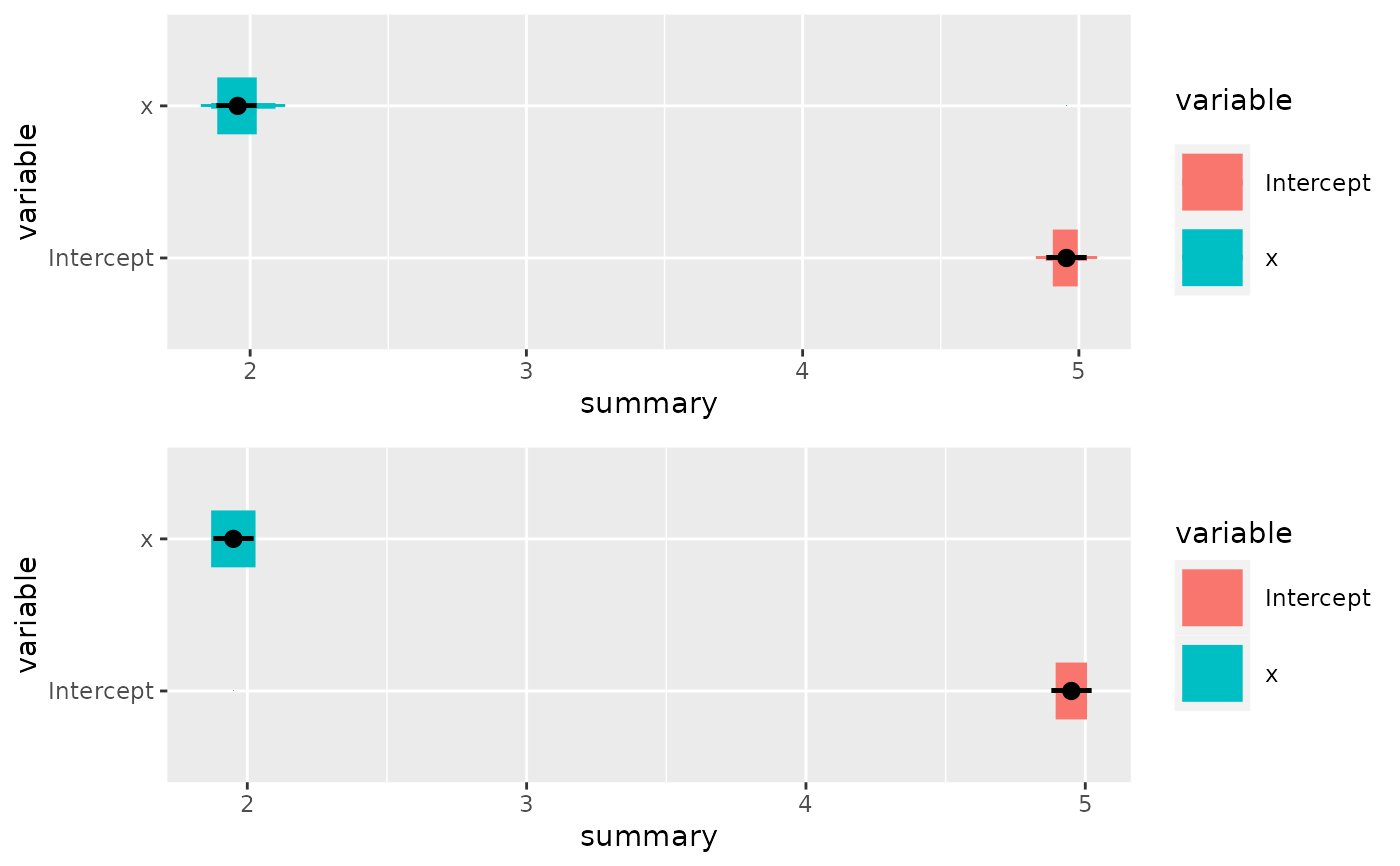 variable
x
Intercept
2 3 4 5
summary
variable
Intercept
x
variable
x
Intercept
2 3 4 5
summary
variable
Intercept
x